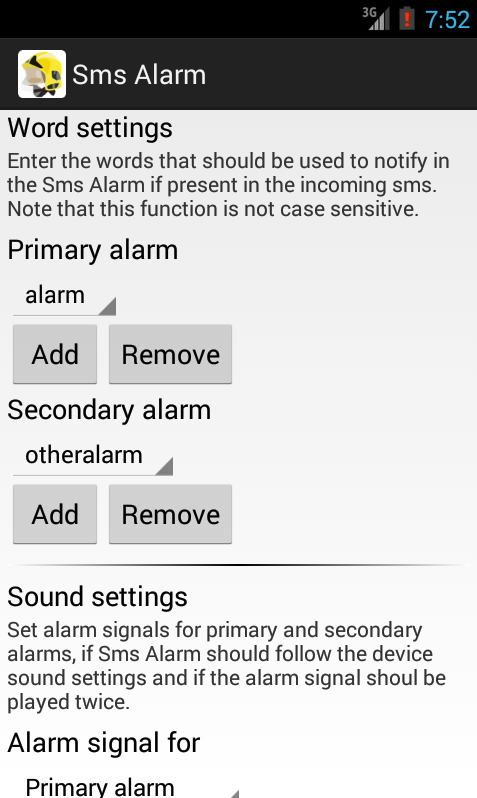 3G
7:52
Sms Alarm
Word settings
Enter the words that should be used to notify in
the Sms Alarm if present in the incoming sms.
Note that this function is not case sensitive.
Primary alarm
alarm
Add Remove
Secondary alarm
otheralarm
Add Remove
Sound settings
Set alarm signals for primary and secondary
alarms, if Sms Alarm should follow the device
sound settings and if the alarm signal shoul be
played twice.
Alarm signal for
Primary alarm